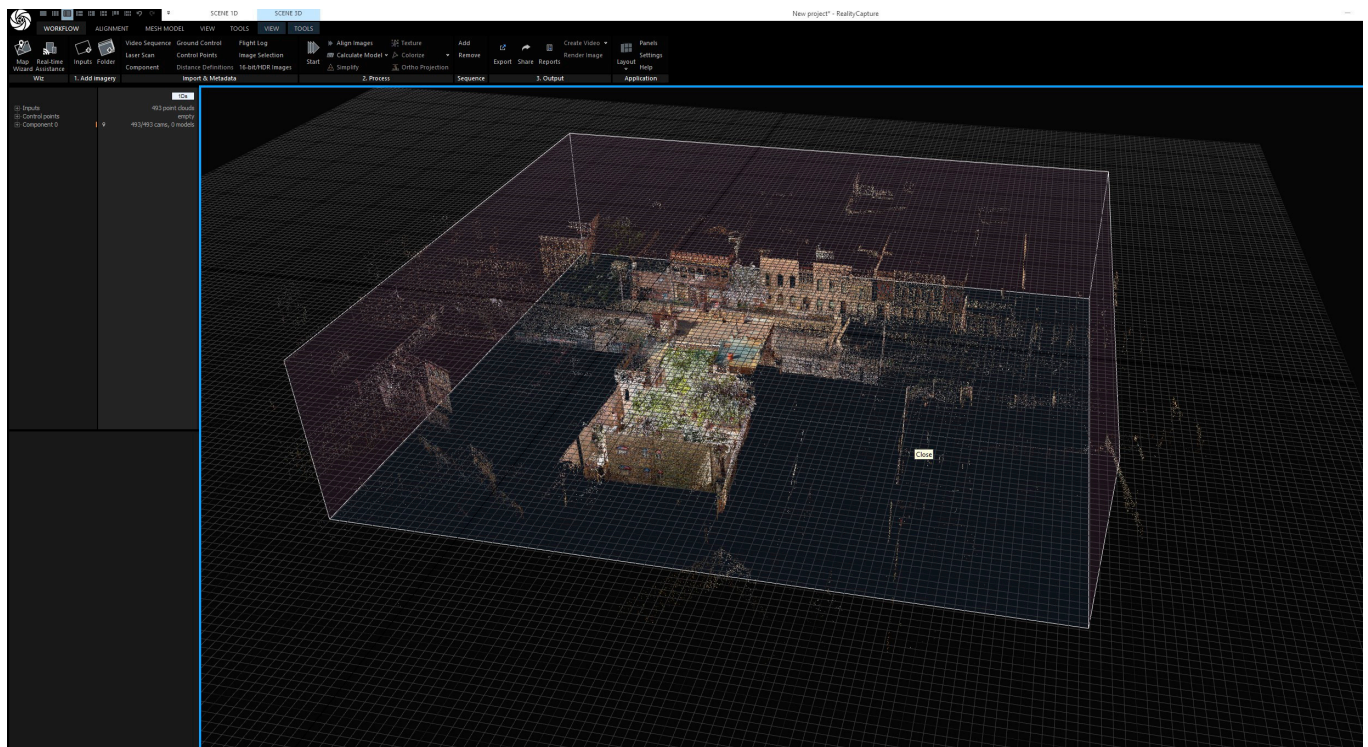 SCENE 1D SCENE 3D New project* - RealityCapture
WORKFLOW ALIGNMENT MESH MODEL VIEW TOOLS VIEW TOOLS
Video Sequence Ground Control Flight Log Align Images Texture Add Create Video Panels
Map Wizard Real-time Assistance Inputs Folder Laser Scan Control Points Image Selection Start Calculate Model Colorize Remove Export Share Reports Render Image Layout Settings
Component Distance Definitions 16-bit/HDR Images Simplify Ortho Projection Help
Wiz 1. Add imagery Import & Metadata 2. Process Sequence 3. Output Application
1Ds
Inputs 493 point clouds
Control points empty
Component 0 493/493 cams, 0 models
Close